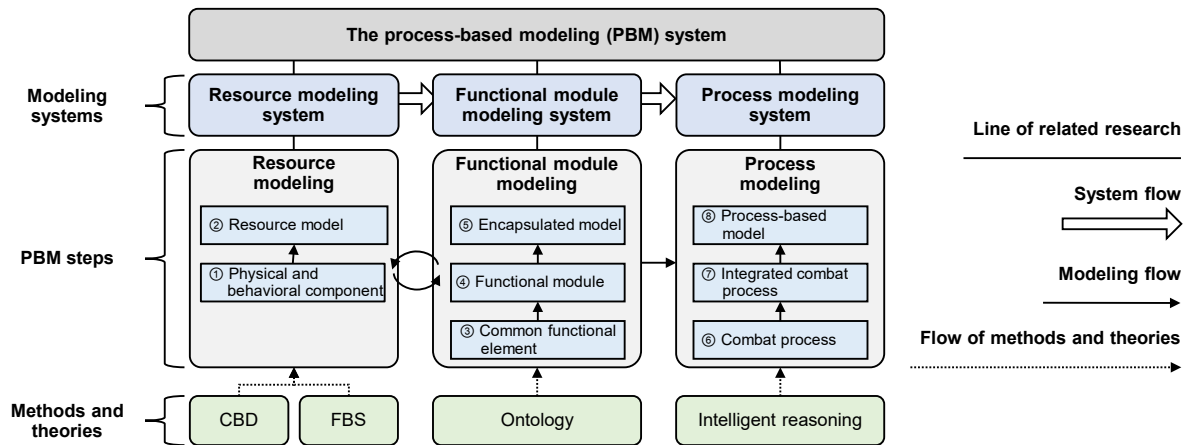 The process-based modeling (PBM) system
Modeling
systems
Resource modeling
system
Functional module
modeling system
Process modeling
system
PBM steps
Resource
modeling
② Resource model
① Physical and
behavioral component
Functional module
modeling
⑤ Encapsulated model
④ Functional module
③ Common functional
element
Process
modeling
⑧ Process-based
model
⑦ Integrated combat
process
⑥ Combat process
Methods and
theories
CBD
FBS
Ontology
Intelligent reasoning
Line of related research
System flow
Modeling flow
Flow of methods and theories